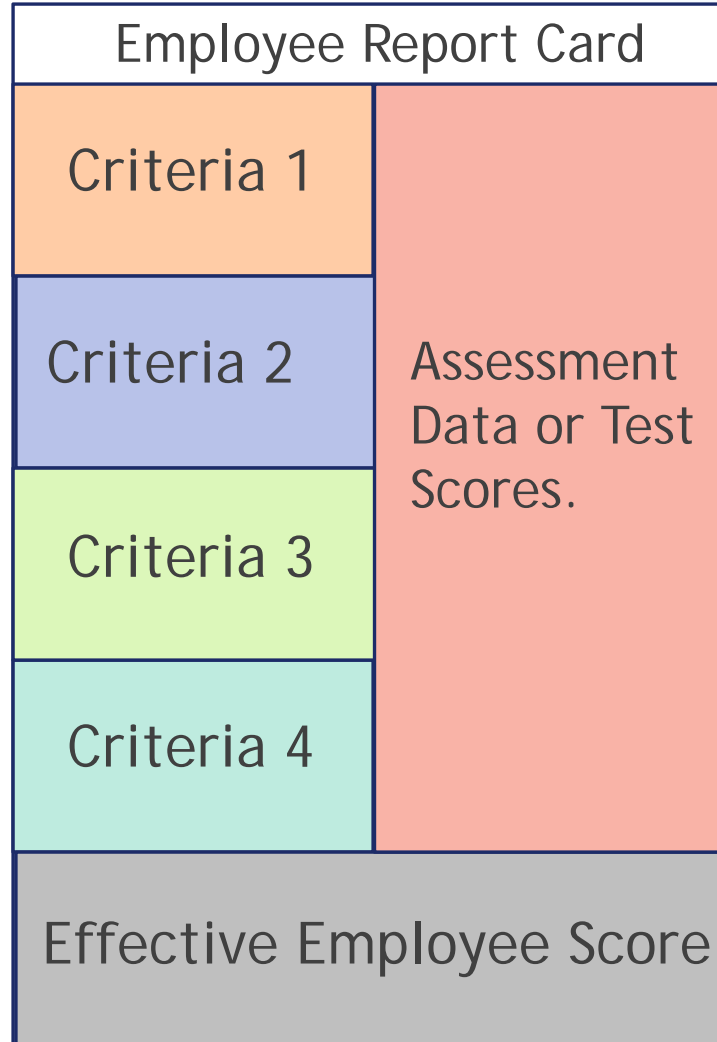 Employee Report Card
Criteria 1
Criteria 2
Criteria 3
Criteria 4
Assessment
Data or Test
Scores.
Effective Employee Score